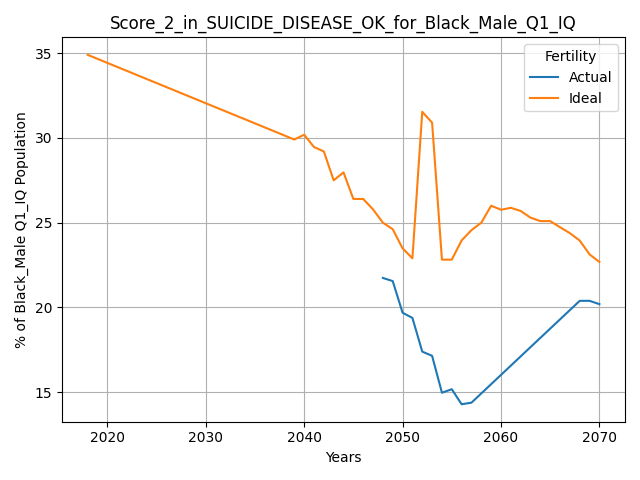 Score_2_in_SUICIDE_DISEASE_OK_for_Black_Male_Q1_IQ
% of Black_Male Q1_IQ Population
35
30
25
20
15
Fertility
Actual
Ideal
2020 2030 2040 2050 2060 2070
Years